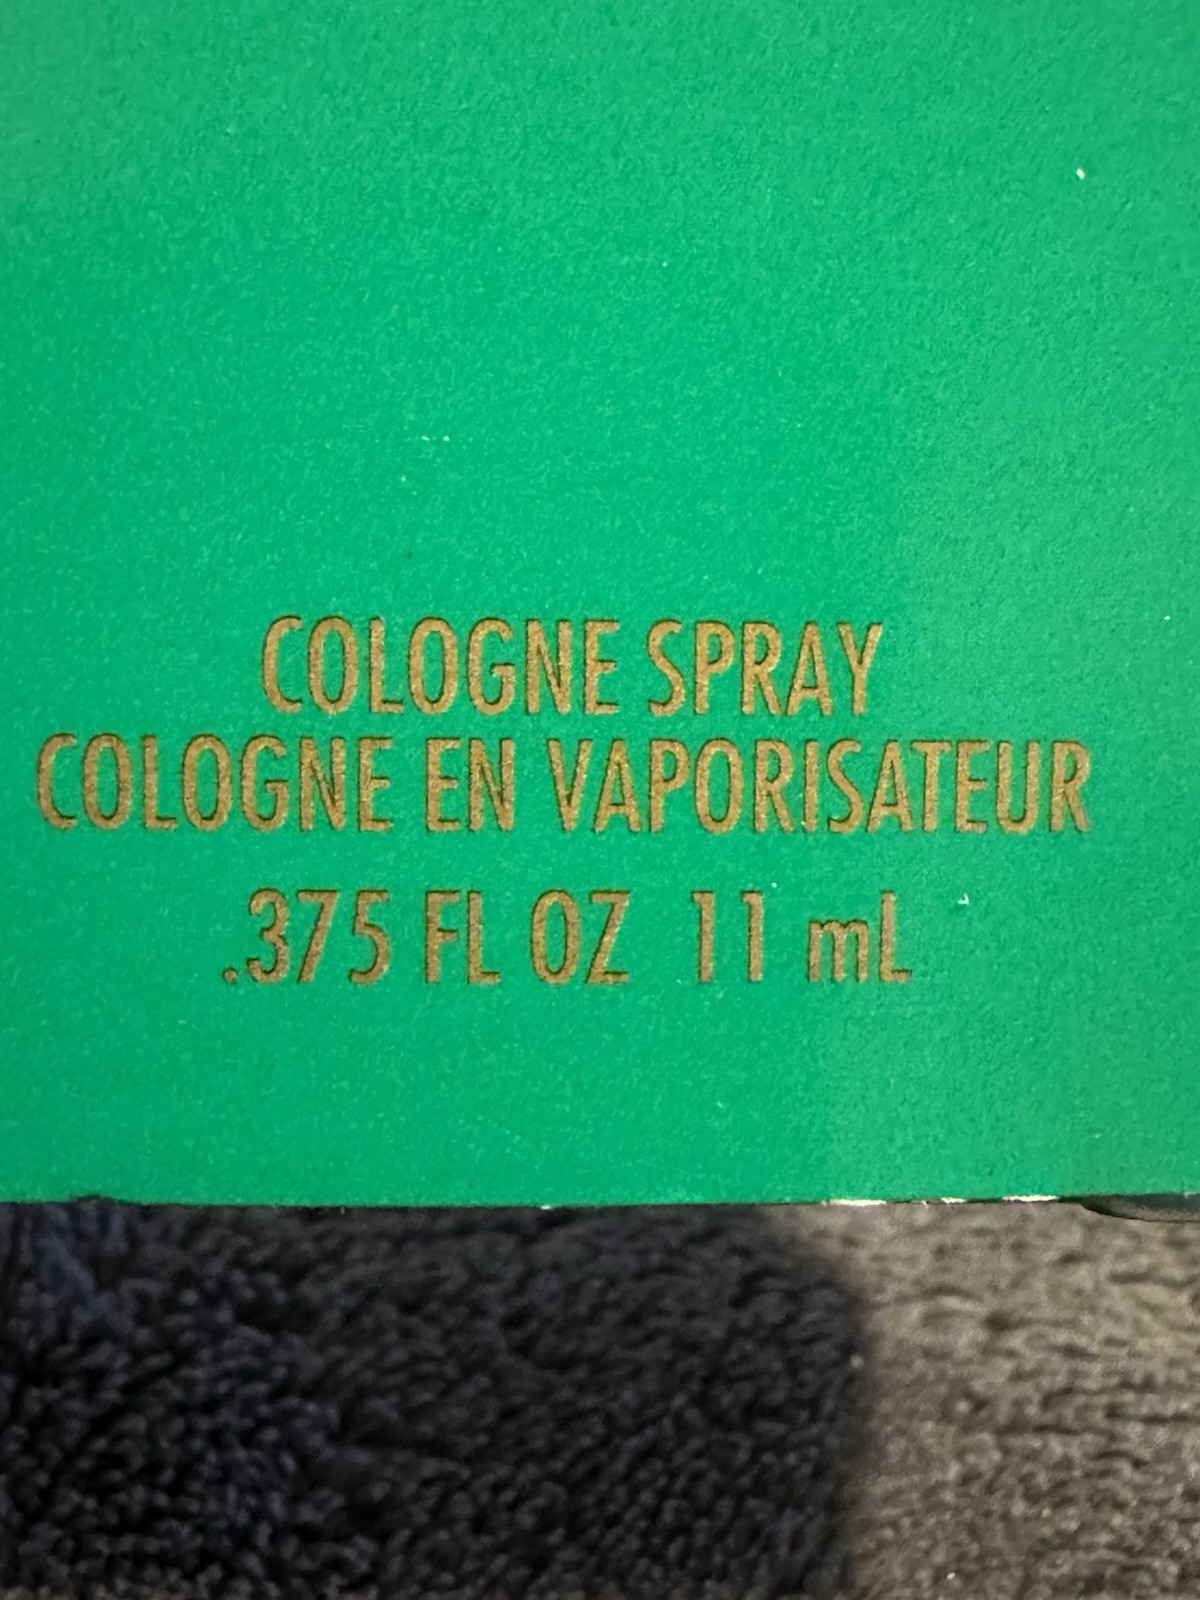 COLOGNE SPRAY
COLOGNE EN VAPORISATEUR
.375 FL OZ 11 mL